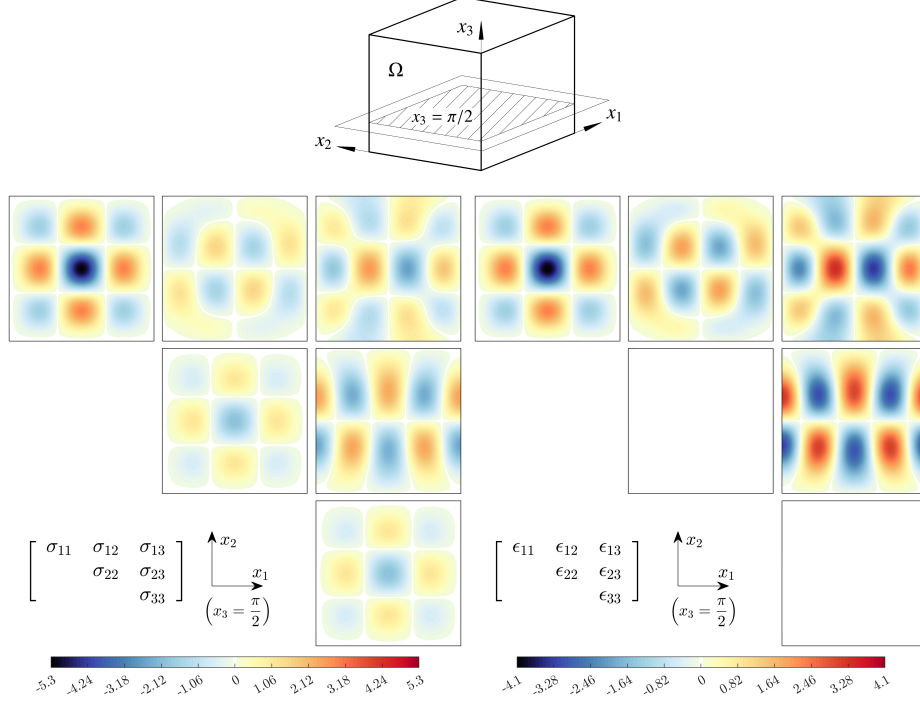 x₃
Ω
x₃ = π/2
x₁
x₂
σ₁₁ σ₁₂ σ₁₃
σ₂₂ σ₂₃
σ₃₃
x₂
x₁
(x₃ = π/2)
ϵ₁₁ ϵ₁₂ ϵ₁₃
ϵ₂₂ ϵ₂₃
ϵ₃₃
x₂
x₁
(x₃ = π/2)
-5.3 -4.24 -3.18 -2.12 -1.06 0 1.06 2.12 3.18 4.24 5.3
-4.1 -3.28 -2.46 -1.64 -0.82 0 0.82 1.64 2.46 3.28 4.1